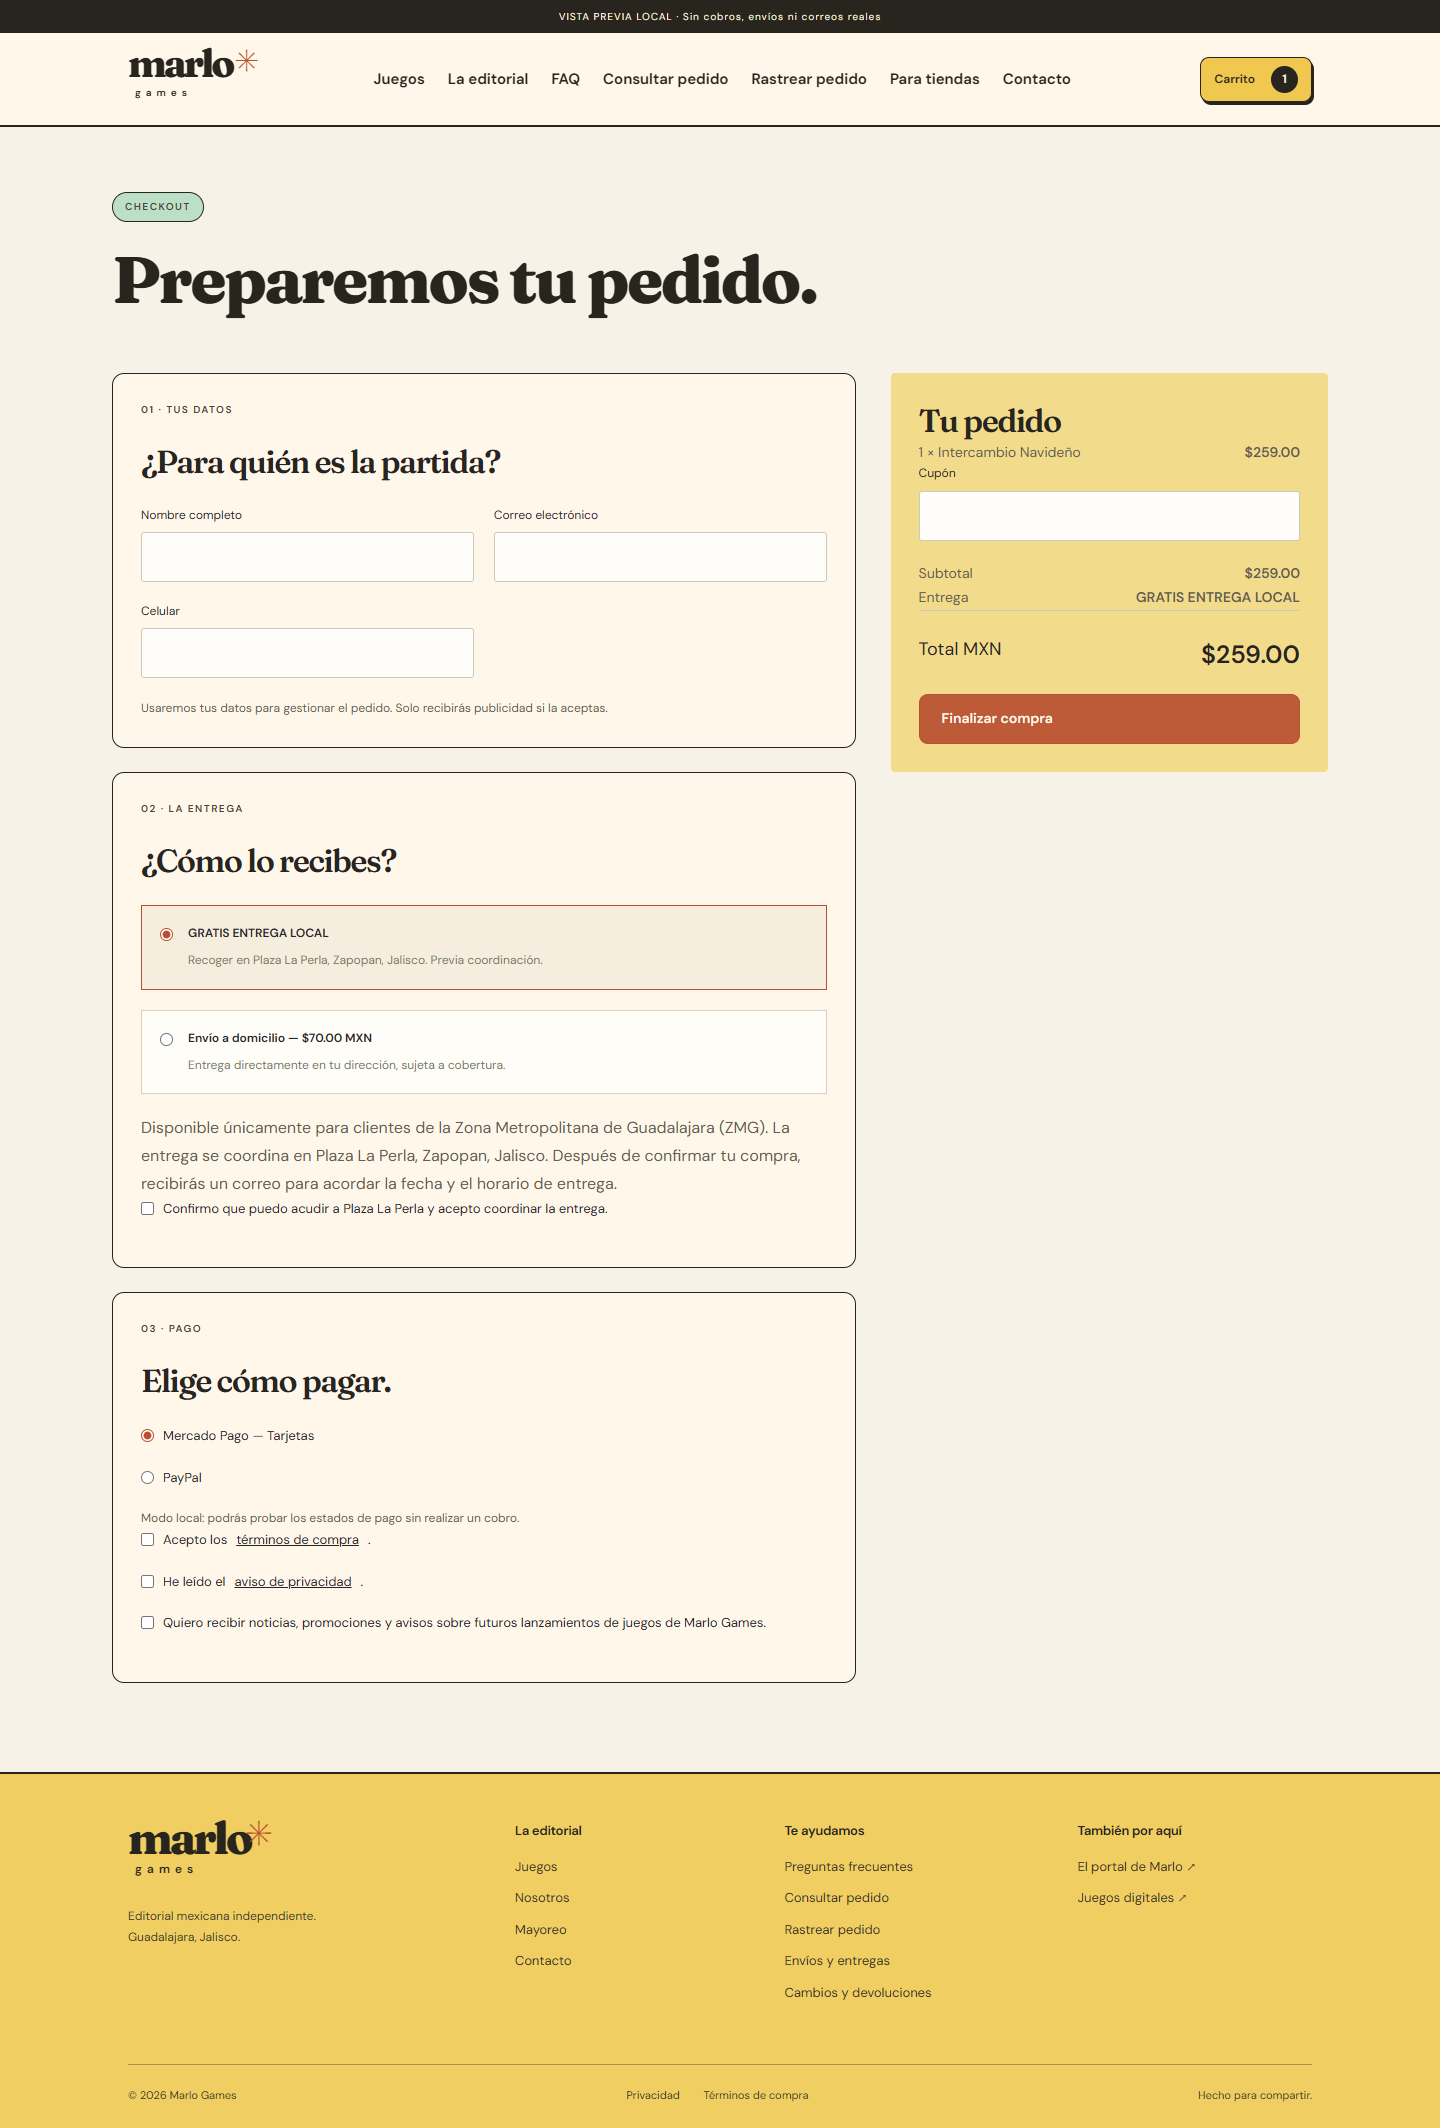 VISTA PREVIA LOCAL · Sin cobros, envíos ni correos reales
marlo
games
Juegos
La editorial
FAQ
Consultar pedido
Rastrear pedido
Para tiendas
Contacto
Carrito 1
CHECKOUT
Preparemos tu pedido.
01 · TUS DATOS
¿Para quién es la partida?
Nombre completo
Correo electrónico
Celular
Usaremos tus datos para gestionar el pedido. Solo recibirás publicidad si la aceptas.
Tu pedido
1 × Intercambio Navideño $259.00
Cupón
Subtotal $259.00
Entrega GRATIS ENTREGA LOCAL
Total MXN $259.00
Finalizar compra
02 · LA ENTREGA
¿Cómo lo recibes?
GRATIS ENTREGA LOCAL
Recoger en Plaza La Perla, Zapopan, Jalisco. Previa coordinación.
Envío a domicilio — $70.00 MXN
Entrega directamente en tu dirección, sujeta a cobertura.
Disponible únicamente para clientes de la Zona Metropolitana de Guadalajara (ZMG). La
entrega se coordina en Plaza La Perla, Zapopan, Jalisco. Después de confirmar tu compra,
recibirás un correo para acordar la fecha y el horario de entrega.
Confirmo que puedo acudir a Plaza La Perla y acepto coordinar la entrega.
03 · PAGO
Elige cómo pagar.
Mercado Pago — Tarjetas
PayPal
Modo local: podrás probar los estados de pago sin realizar un cobro.
Acepto los términos de compra .
He leído el aviso de privacidad .
Quiero recibir noticias, promociones y avisos sobre futuros lanzamientos de juegos de Marlo Games.
marlo
games
Editorial mexicana independiente.
Guadalajara, Jalisco.
La editorial
Juegos
Nosotros
Mayoreo
Contacto
Te ayudamos
Preguntas frecuentes
Consultar pedido
Rastrear pedido
Envíos y entregas
Cambios y devoluciones
También por aquí
El portal de Marlo ↗
Juegos digitales ↗
© 2026 Marlo Games
Privacidad
Términos de compra
Hecho para compartir.